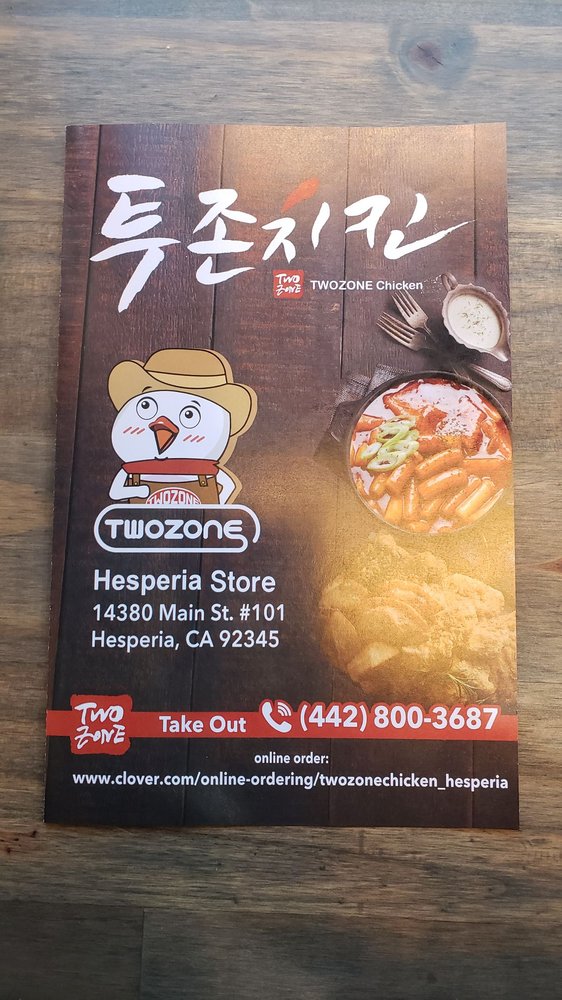 투존치킨
TWO ZONE
TWOZONE Chicken
TWOZONE
TWOZONE
Hesperia Store
14380 Main St. #101
Hesperia, CA 92345
TWO ZONE
Take Out (442) 800-3687
online order:
www.clover.com/online-ordering/twozonechicken_hesperia